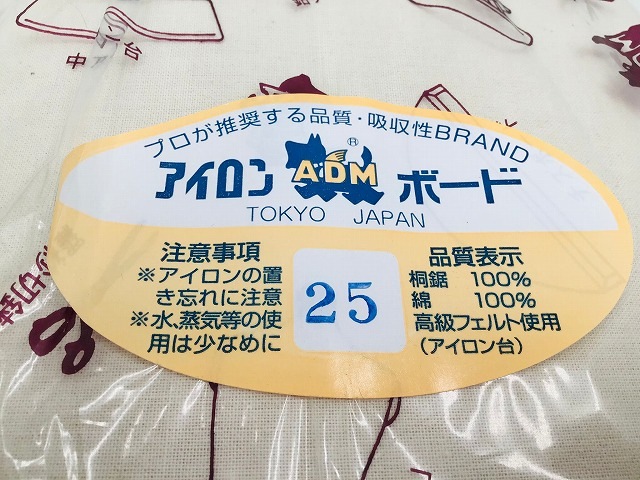 台
中
プロが推奨する品質・吸収性BRAND
アイロン ADM® ボード
TOKYO JAPAN
注意事項
※アイロンの置
き忘れに注意
※水、蒸気等の使
用は少なめに
25
品質表示
桐鋸 100%
綿 100%
高級フェルト使用
(アイロン台)
切鋏